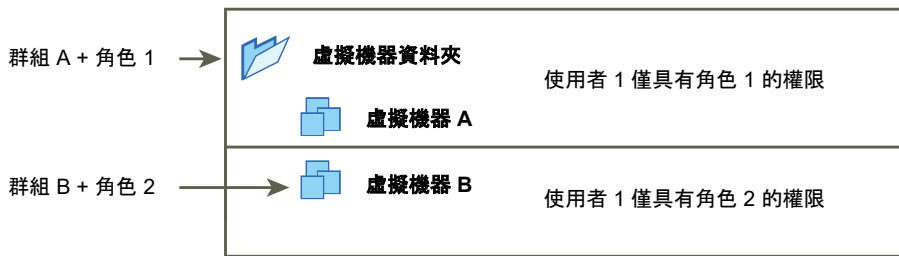 群組 A + 角色 1
虛擬機器資料夾
使用者 1 僅具有角色 1 的權限
虛擬機器 A
群組 B + 角色 2
虛擬機器 B
使用者 1 僅具有角色 2 的權限